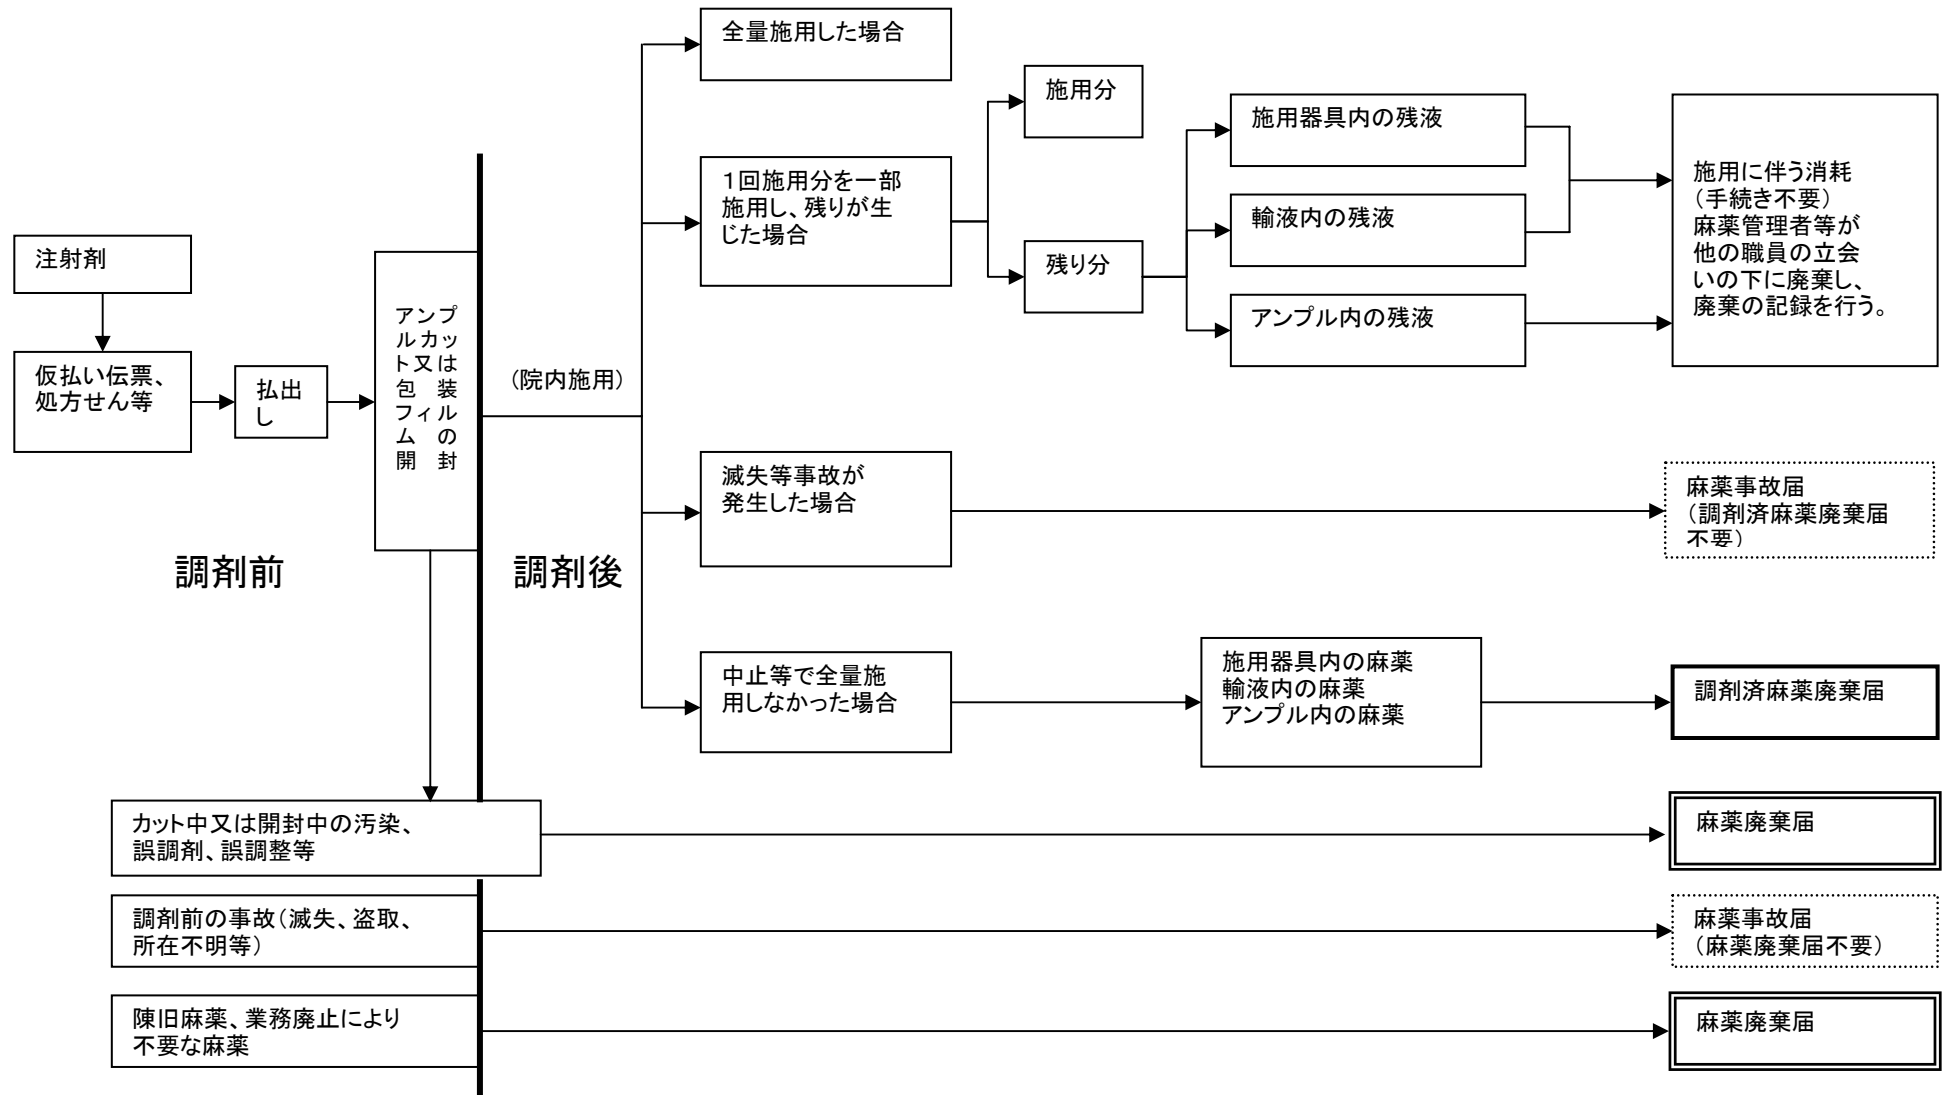 注射剤
仮払い伝票、
処方せん等
払出
し
アンプ
ルカッ
ト又は
包 装
フィル
ム の
開 封
調剤前
調剤後
(院内施用)
全量施用した場合
1回施用分を一部
施用し、残りが生
じた場合
施用分
残り分
施用器具内の残液
輸液内の残液
アンプル内の残液
施用に伴う消耗
(手続き不要)
麻薬管理者等が
他の職員の立会
いの下に廃棄し、
廃棄の記録を行う。
滅失等事故が
発生した場合
麻薬事故届
(調剤済麻薬廃棄届
不要)
中止等で全量施
用しなかった場合
施用器具内の麻薬
輸液内の麻薬
アンプル内の麻薬
調剤済麻薬廃棄届
カット中又は開封中の汚染、
誤調剤、誤調整等
麻薬廃棄届
調剤前の事故(滅失、盗取、
所在不明等)
麻薬事故届
(麻薬廃棄届不要)
陳旧麻薬、業務廃止により
不要な麻薬
麻薬廃棄届